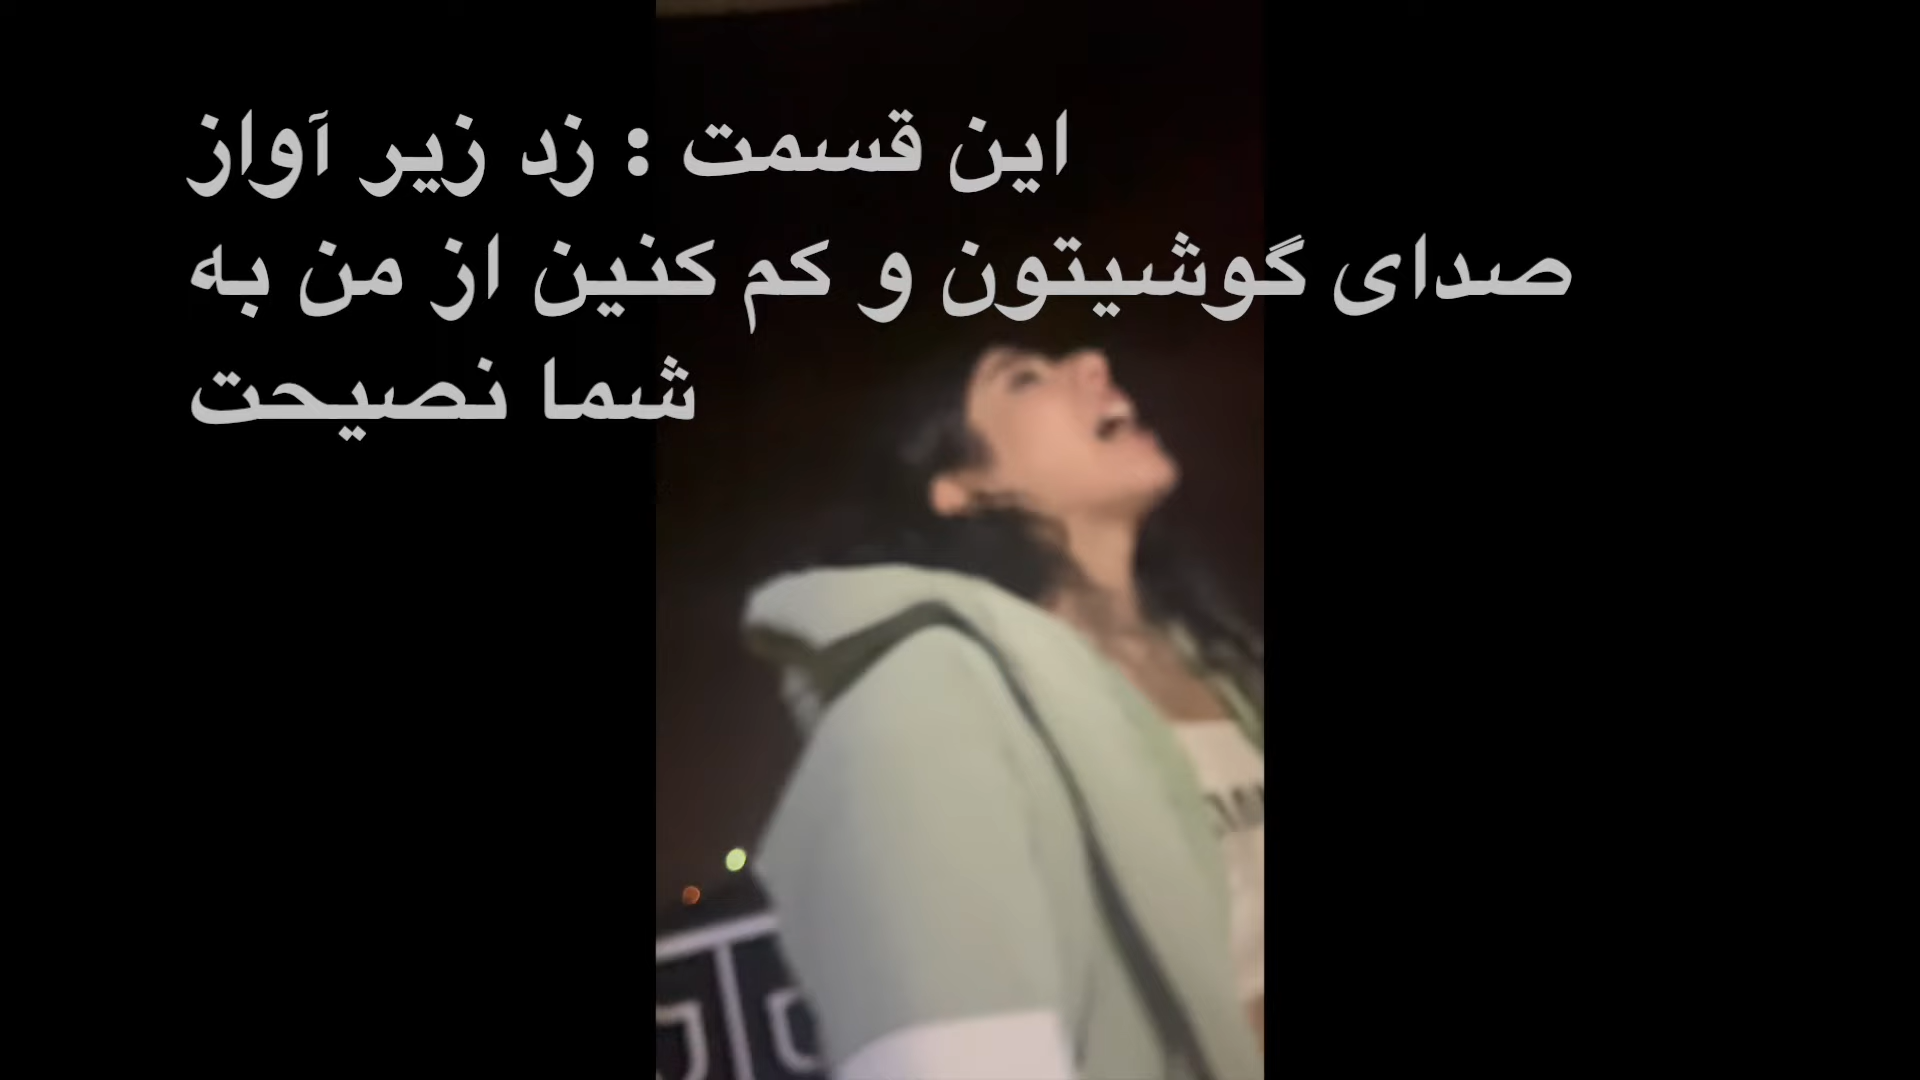 این قسمت : زد زیر آواز
صدای گوشیتون و کم کنین از من به
شما نصیحت